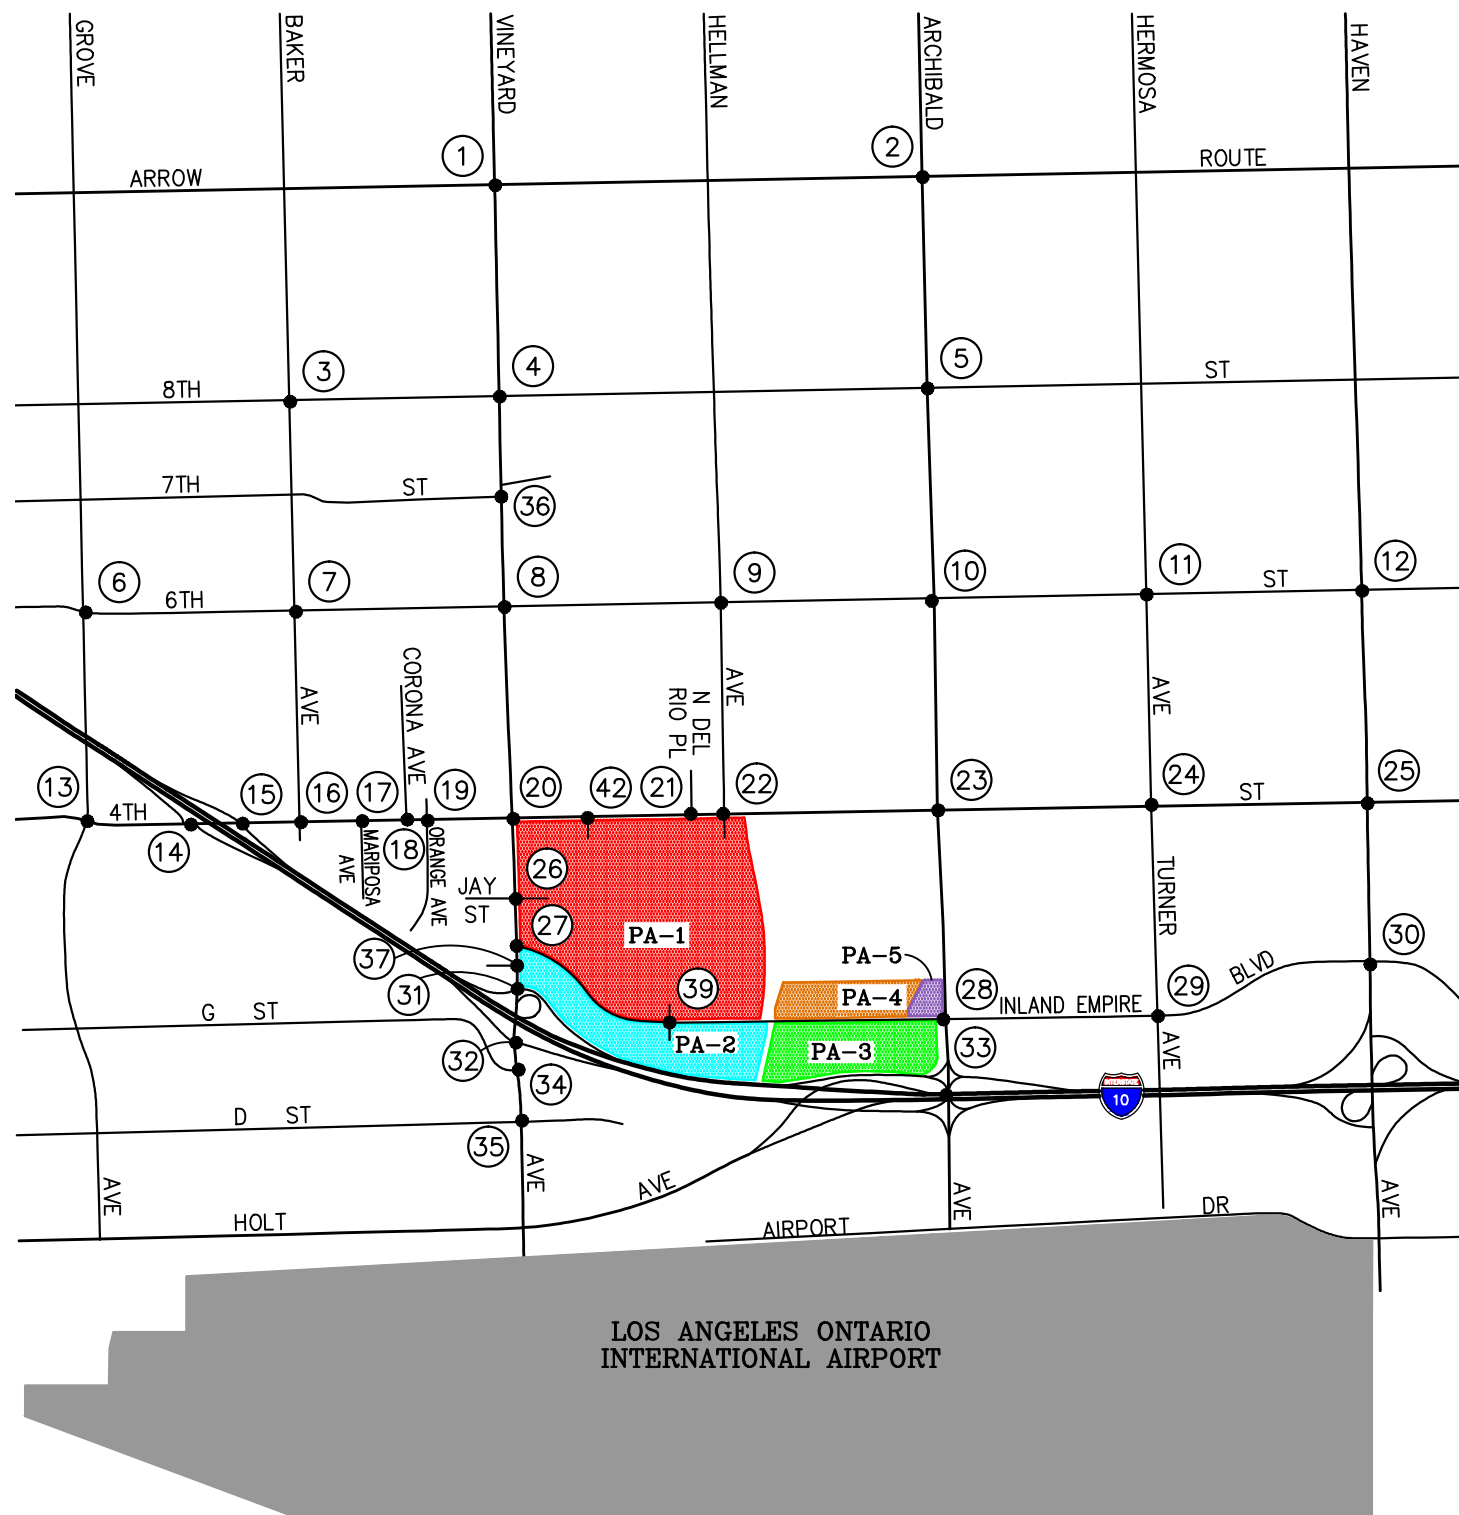 GROVE
BAKER
VINEYARD
HELLMAN
ARCHIBALD
HERMOSA
HAVEN
1
2
ARROW
ROUTE
3
4
5
8TH
ST
7TH
ST
36
6
7
8
9
10
11
12
6TH
ST
CORONA AVE
AVE
N DEL
RIO PL
AVE
AVE
13
15
16
17
19
20
42
21
22
23
24
25
4TH
ST
14
18
MARIPOSA
AVE
ORANGE AVE
JAY
ST
26
27
TURNER
PA-1
37
31
PA-5
30
39
PA-4
28
29
INLAND EMPIRE
BLVD
G ST
32
PA-2
PA-3
33
AVE
34
INTERSTATE
10
D ST
35
AVE
AVE
AVE
AVE
AVE
HOLT
AIRPORT
DR
LOS ANGELES ONTARIO
INTERNATIONAL AIRPORT